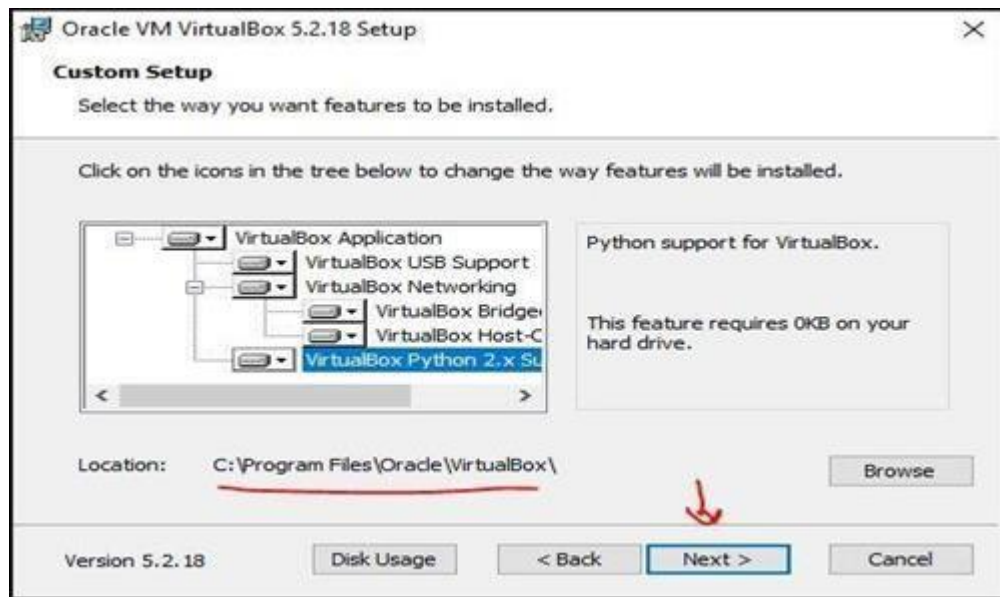 Oracle VM VirtualBox 5.2.18 Setup
Custom Setup
Select the way you want features to be installed.
Click on the icons in the tree below to change the way features will be installed.
VirtualBox Application
VirtualBox USB Support
VirtualBox Networking
VirtualBox Bridge
VirtualBox Host-C
VirtualBox Python 2.x Su
Python support for VirtualBox.
This feature requires 0KB on your
hard drive.
Location: C:\Program Files\Oracle\VirtualBox\
Browse
Version 5.2.18 Disk Usage < Back Next > Cancel